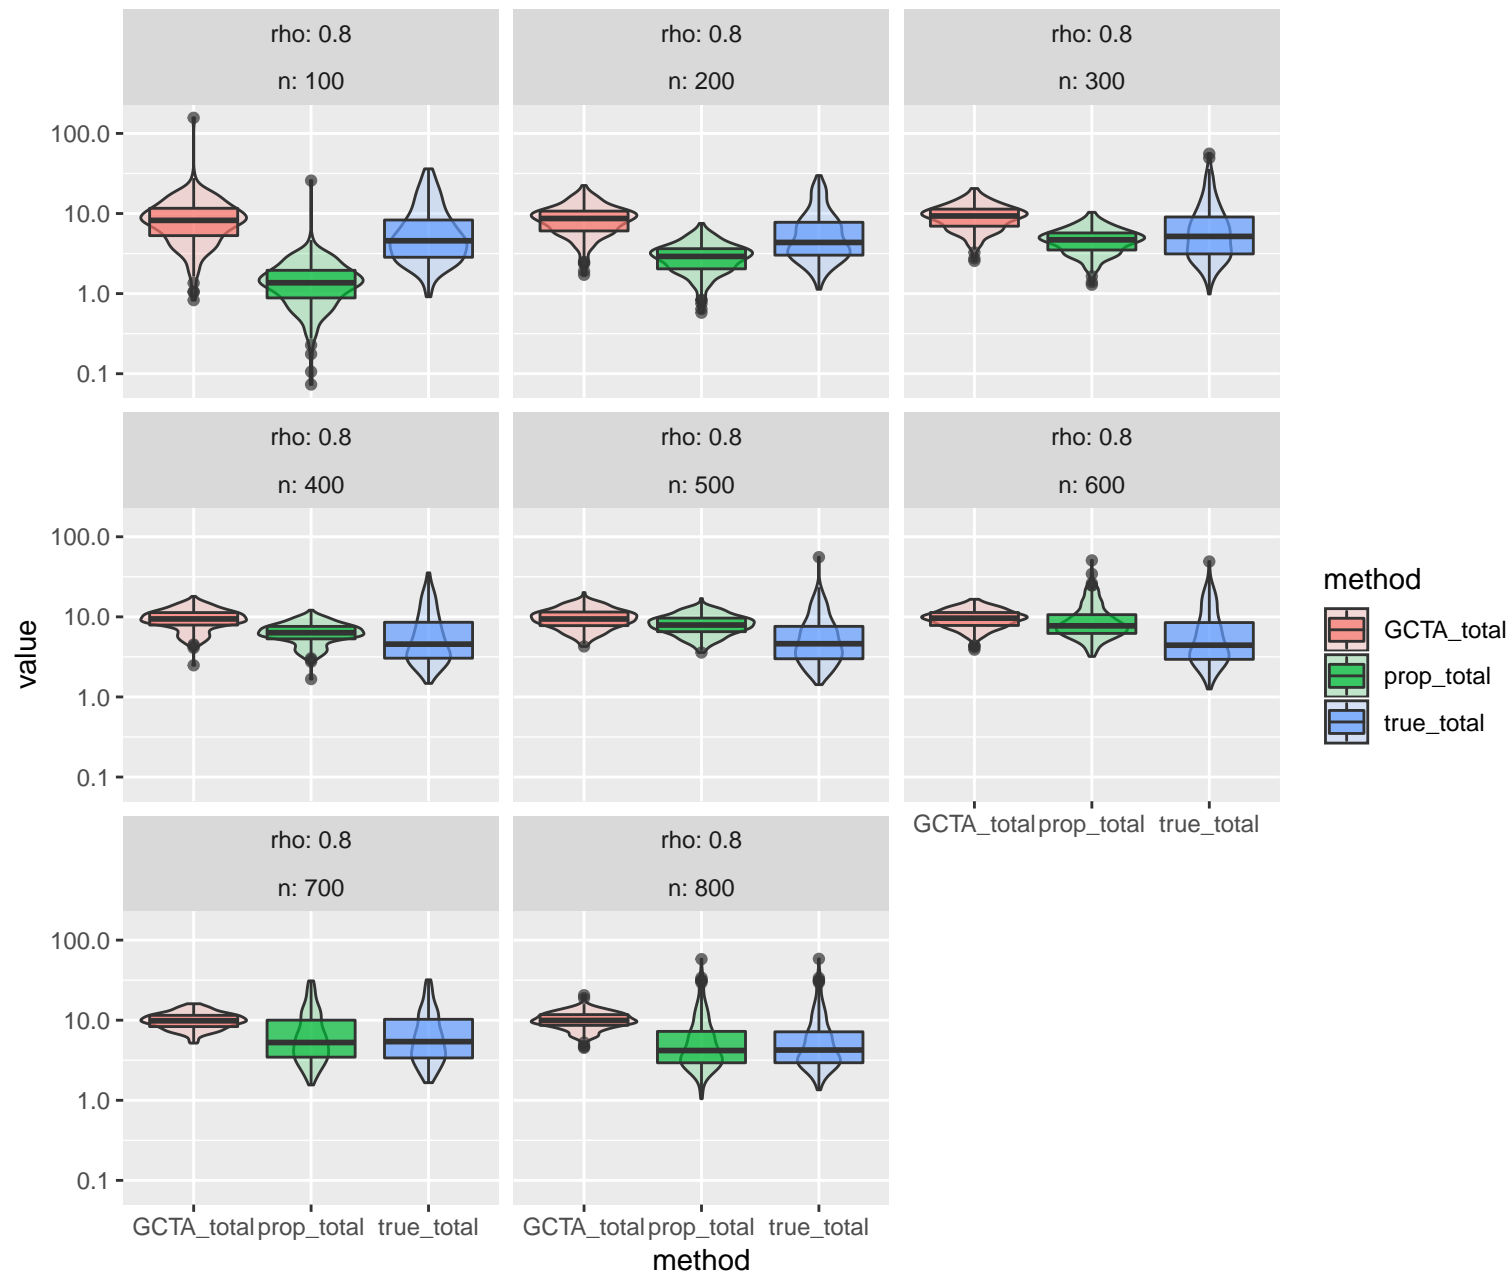 rho: 0.8 rho: 0.8 rho: 0.8
n: 100 n: 200 n: 300
100.0
10.0
1.0
0.1
rho: 0.8 rho: 0.8 rho: 0.8
n: 400 n: 500 n: 600
100.0
10.0
1.0
0.1
GCTA_total prop_total true_total
rho: 0.8 rho: 0.8
n: 700 n: 800
100.0
10.0
1.0
0.1
GCTA_total prop_total true_total GCTA_total prop_total true_total
method
value
method
GCTA_total
prop_total
true_total